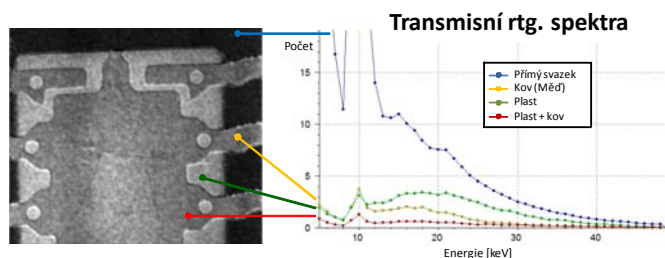 Transmisní rtg. spektra
Počet
15
10
5
0
20
30
40
Energie [keV]
Přímý svazek
Kov (Měď)
Plast
Plast + kov